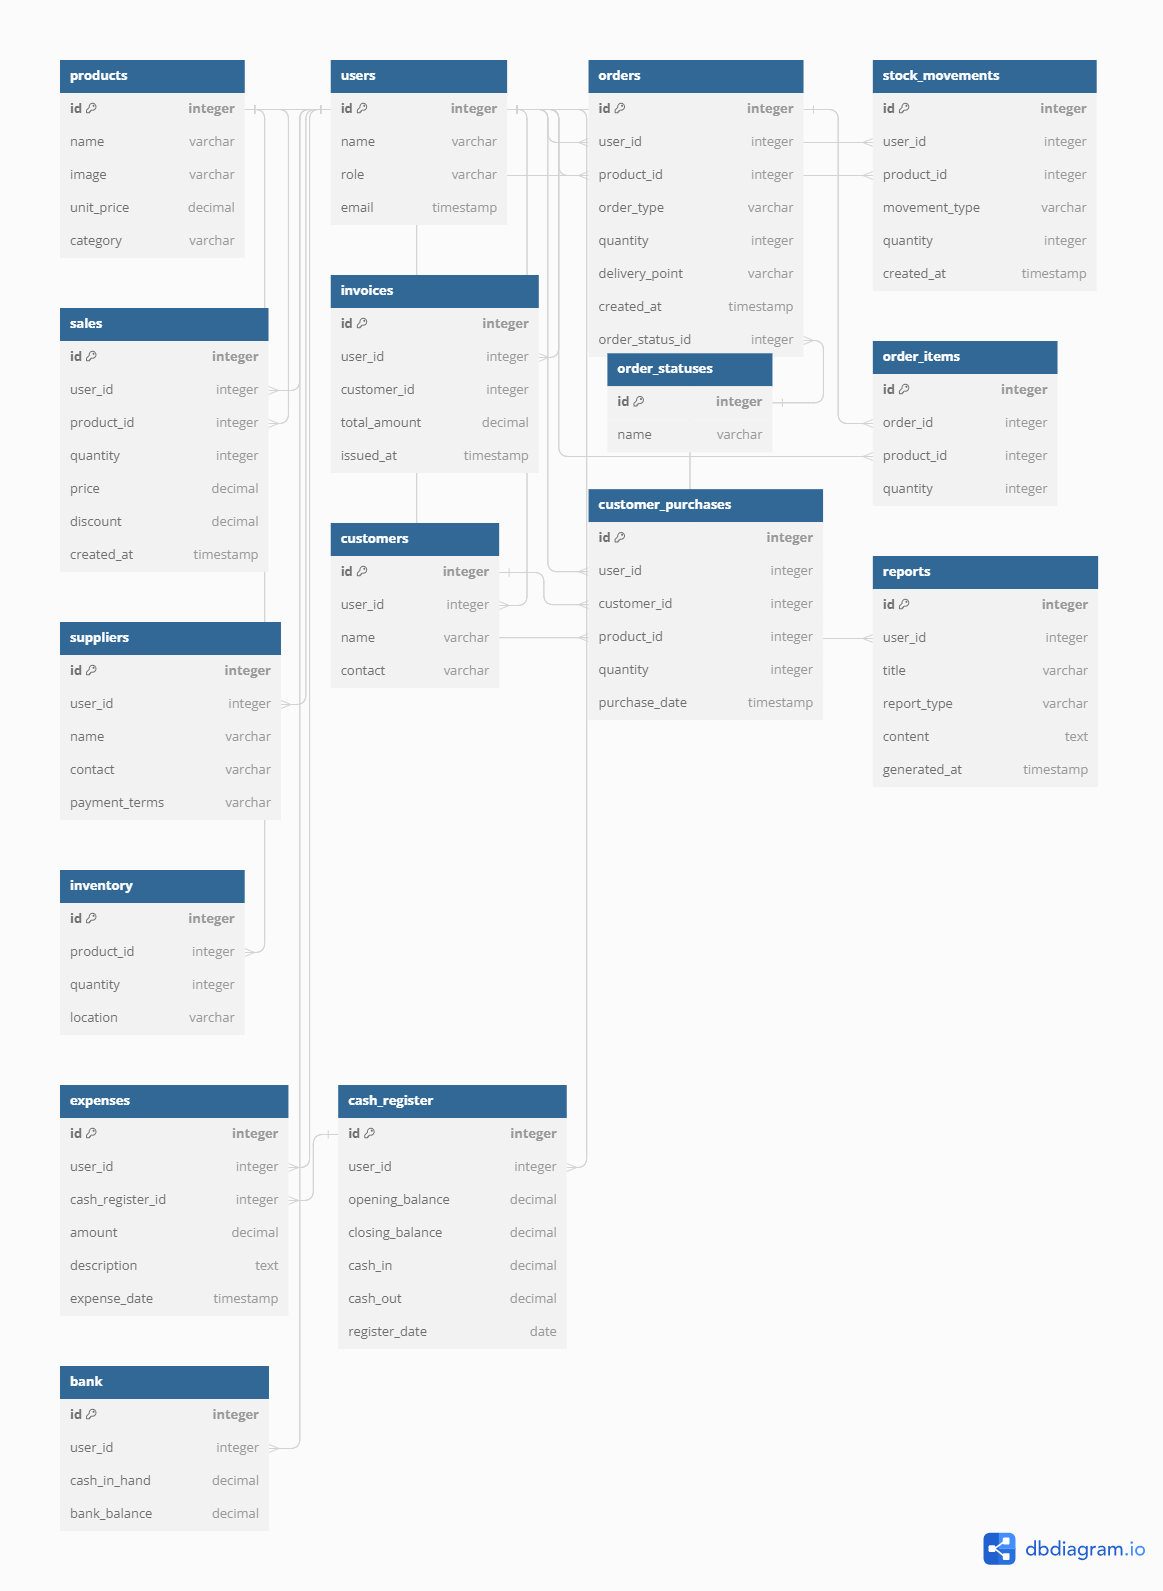 products
id integer
name varchar
image varchar
unit_price decimal
category varchar
users
id integer
name varchar
role varchar
email timestamp
orders
id integer
user_id integer
product_id integer
order_type varchar
quantity integer
delivery_point varchar
created_at timestamp
order_status_id integer
stock_movements
id integer
user_id integer
product_id integer
movement_type varchar
quantity integer
created_at timestamp
sales
id integer
user_id integer
product_id integer
quantity integer
price decimal
discount decimal
created_at timestamp
invoices
id integer
user_id integer
customer_id integer
total_amount decimal
issued_at timestamp
order_statuses
id integer
name varchar
order_items
id integer
order_id integer
product_id integer
quantity integer
customers
id integer
user_id integer
name varchar
contact varchar
customer_purchases
id integer
user_id integer
customer_id integer
product_id integer
quantity integer
purchase_date timestamp
reports
id integer
user_id integer
title varchar
report_type varchar
content text
generated_at timestamp
suppliers
id integer
user_id integer
name varchar
contact varchar
payment_terms varchar
inventory
id integer
product_id integer
quantity integer
location varchar
expenses
id integer
user_id integer
cash_register_id integer
amount decimal
description text
expense_date timestamp
cash_register
id integer
user_id integer
opening_balance decimal
closing_balance decimal
cash_in decimal
cash_out decimal
register_date date
bank
id integer
user_id integer
cash_in_hand decimal
bank_balance decimal
dbdiagram.io